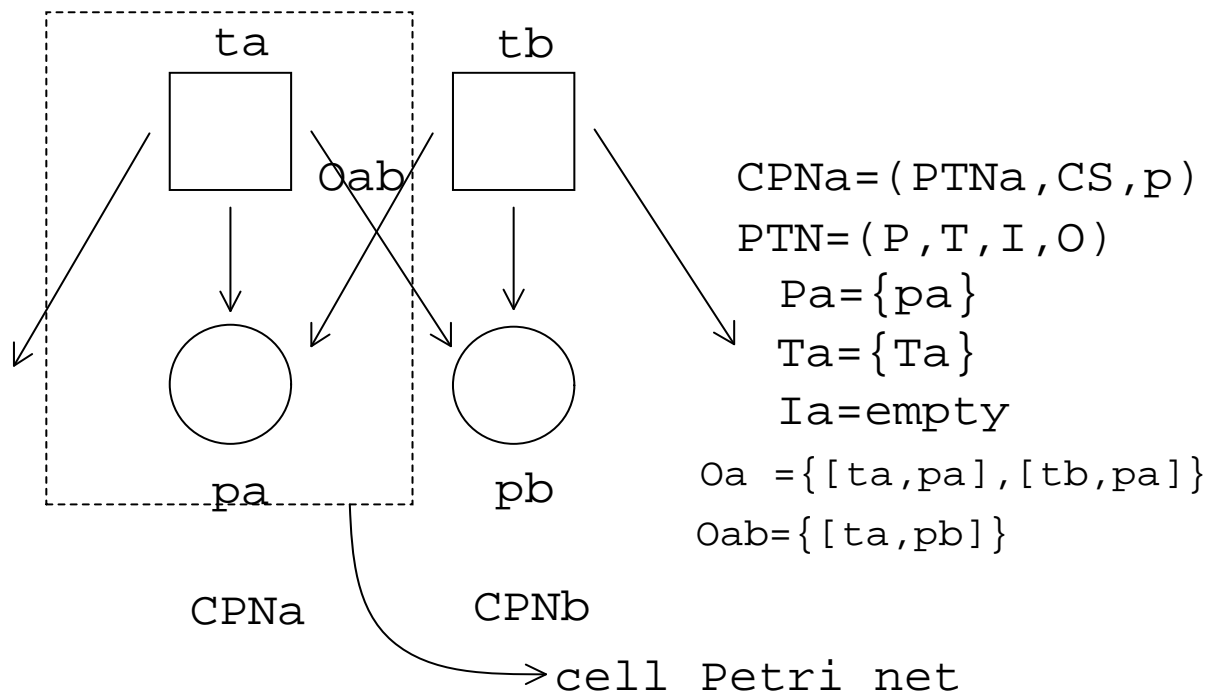 ta tb
Oab
CPNa=(PTNa,CS,p)
PTN=(P,T,I,O)
Pa={pa}
Ta={Ta}
Ia=empty
Oa ={[ta,pa],[tb,pa]}
pa pb
Oab={[ta,pb]}
CPNa CPNb
cell Petri net